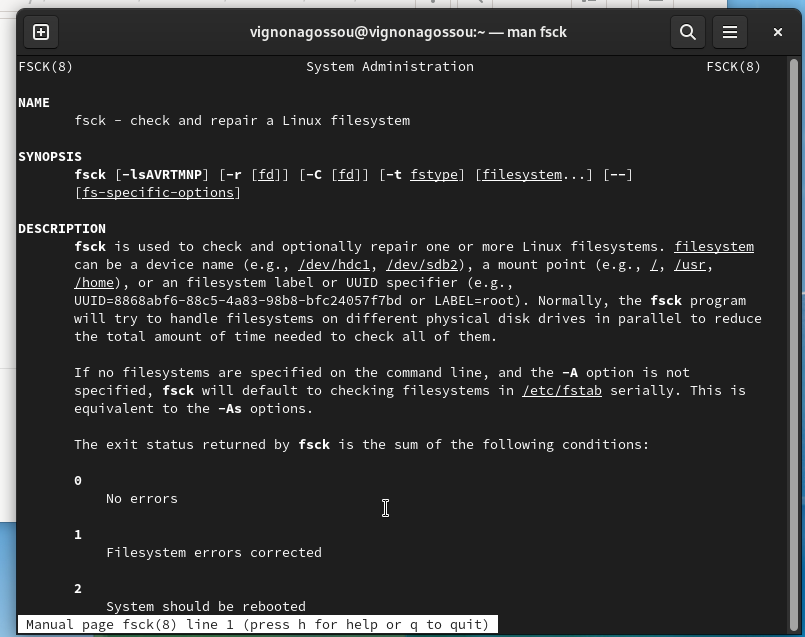 vignonagossou@vignonagossou:~ — man fsck
FSCK(8) System Administration FSCK(8)
NAME
fsck - check and repair a Linux filesystem
SYNOPSIS
fsck [-lsAVRTMNP] [-r [fd]] [-C [fd]] [-t fstype] [filesystem...] [--]
[fs-specific-options]
DESCRIPTION
fsck is used to check and optionally repair one or more Linux filesystems. filesystem
can be a device name (e.g., /dev/hdc1, /dev/sdb2), a mount point (e.g., /, /usr,
/home), or an filesystem label or UUID specifier (e.g.,
UUID=8868abf6-88c5-4a83-98b8-bfc24057f7bd or LABEL=root). Normally, the fsck program
will try to handle filesystems on different physical disk drives in parallel to reduce
the total amount of time needed to check all of them.
If no filesystems are specified on the command line, and the -A option is not
specified, fsck will default to checking filesystems in /etc/fstab serially. This is
equivalent to the -As options.
The exit status returned by fsck is the sum of the following conditions:
0
No errors
1
Filesystem errors corrected
2
System should be rebooted
Manual page fsck(8) line 1 (press h for help or q to quit)